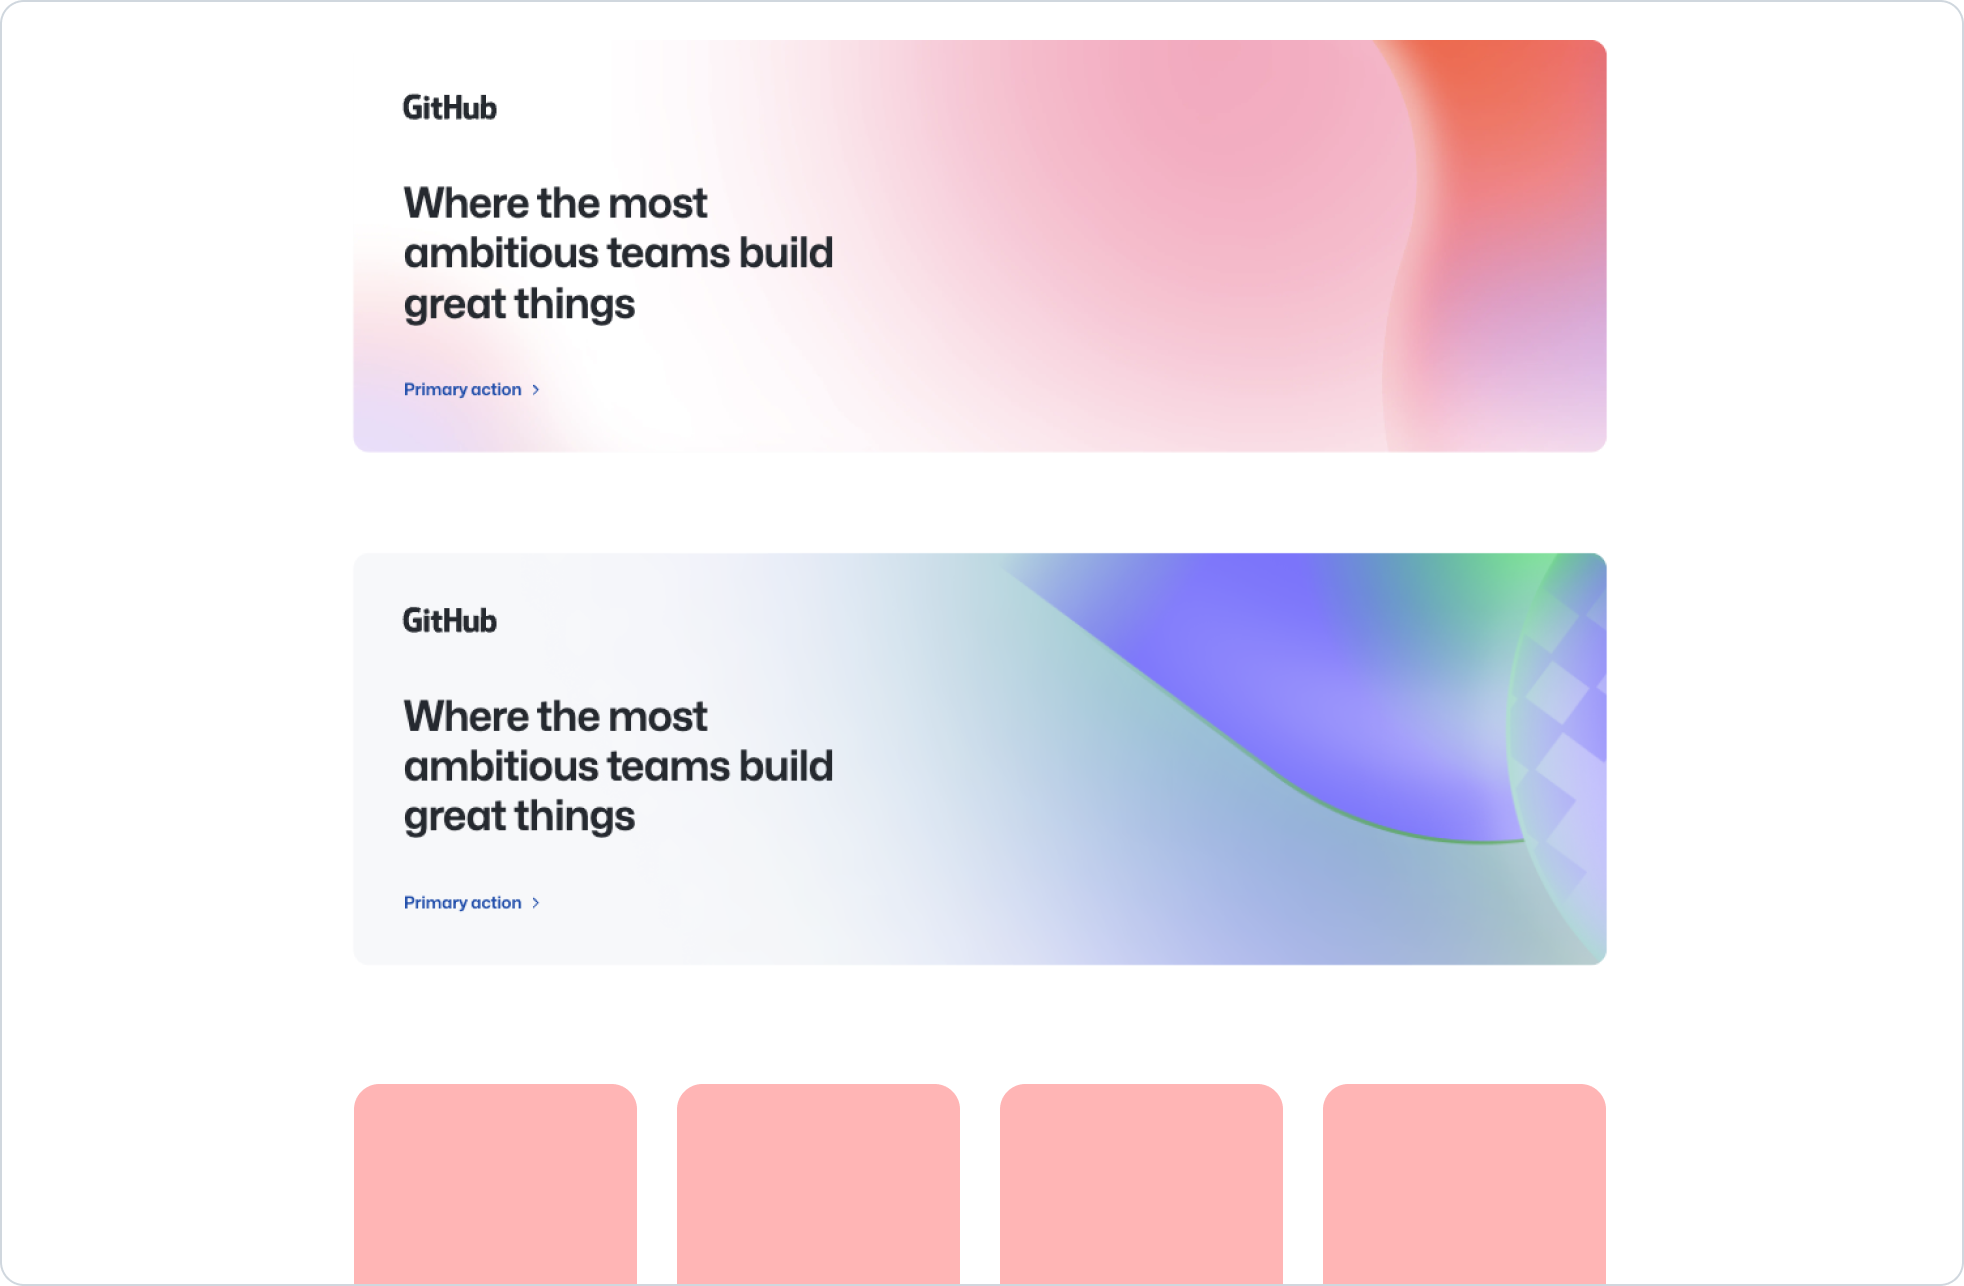 GitHub
Where the most
ambitious teams build
great things
Primary action
GitHub
Where the most
ambitious teams build
great things
Primary action